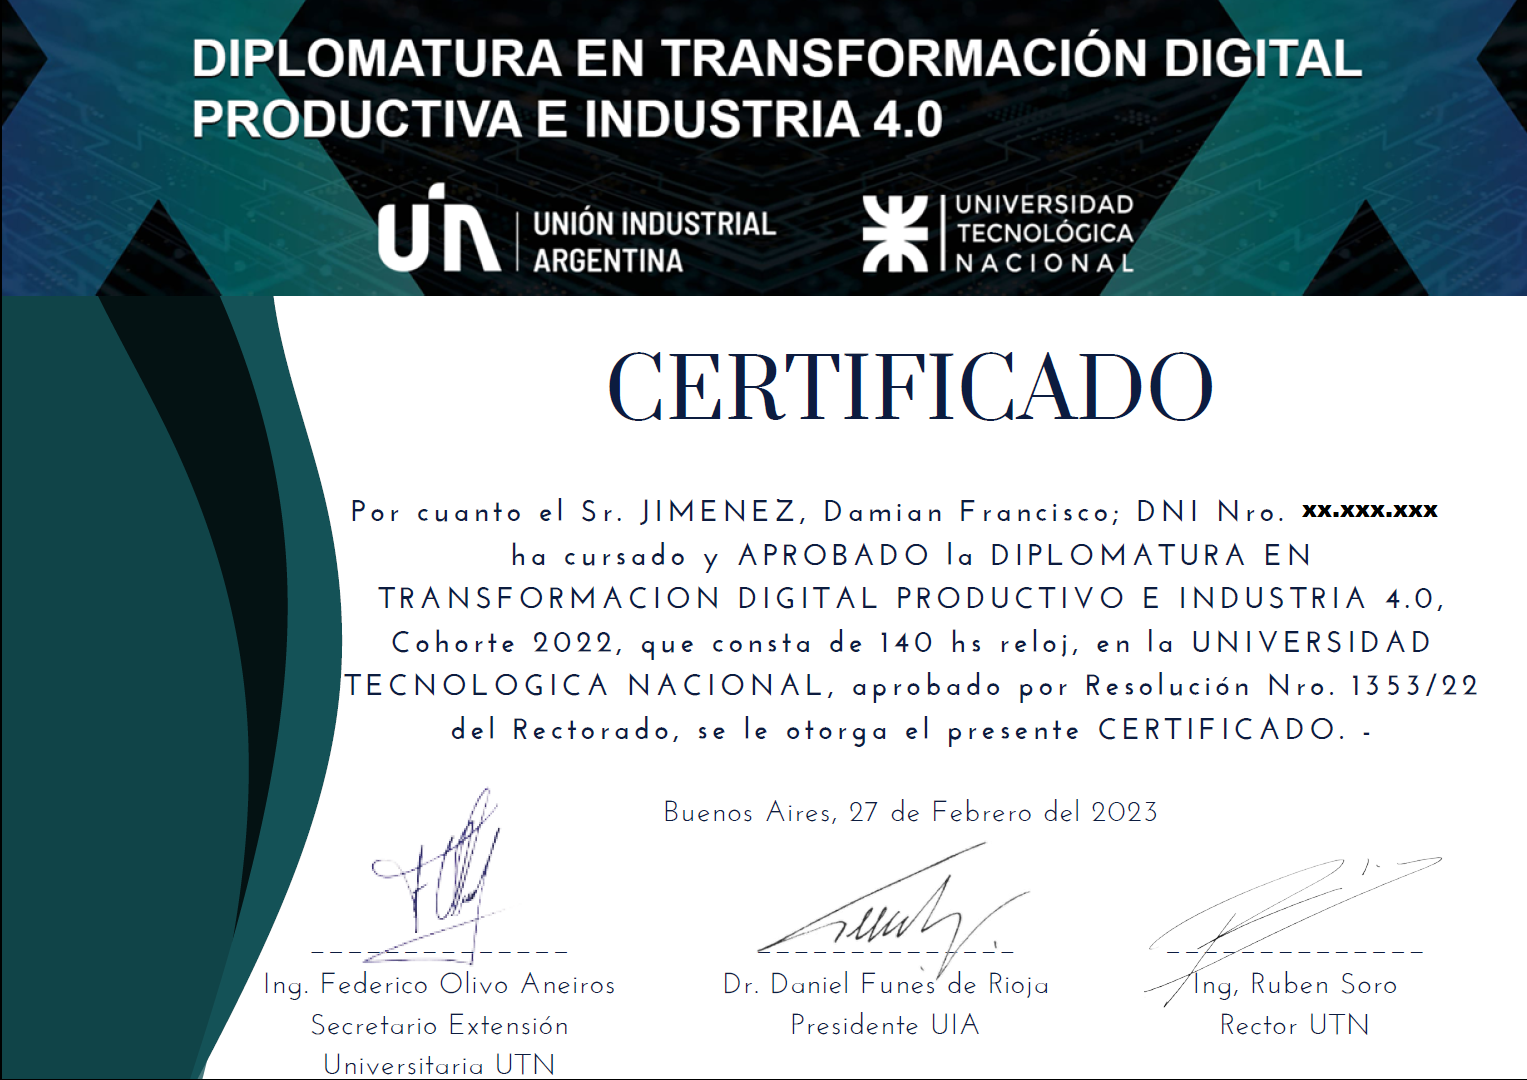 DIPLOMATURA EN TRANSFORMACIÓN DIGITAL
PRODUCTIVA E INDUSTRIA 4.0
UIA
UNIÓN INDUSTRIAL
ARGENTINA
UNIVERSIDAD
TECNOLÓGICA
NACIONAL
CERTIFICADO
Por cuanto el Sr. JIMENEZ, Damian Francisco; DNI Nro. xx.xxx.xxx
ha cursado y APROBADO la DIPLOMATURA EN
TRANSFORMACION DIGITAL PRODUCTIVO E INDUSTRIA 4.0,
Cohorte 2022, que consta de 140 hs reloj, en la UNIVERSIDAD
TECNOLOGICA NACIONAL, aprobado por Resolución Nro. 1353/22
del Rectorado, se le otorga el presente CERTIFICADO. -
Buenos Aires, 27 de Febrero del 2023
Ing. Federico Olivo Aneiros
Secretario Extensión
Universitaria UTN
Dr. Daniel Funes de Rioja
Presidente UIA
Ing, Ruben Soro
Rector UTN